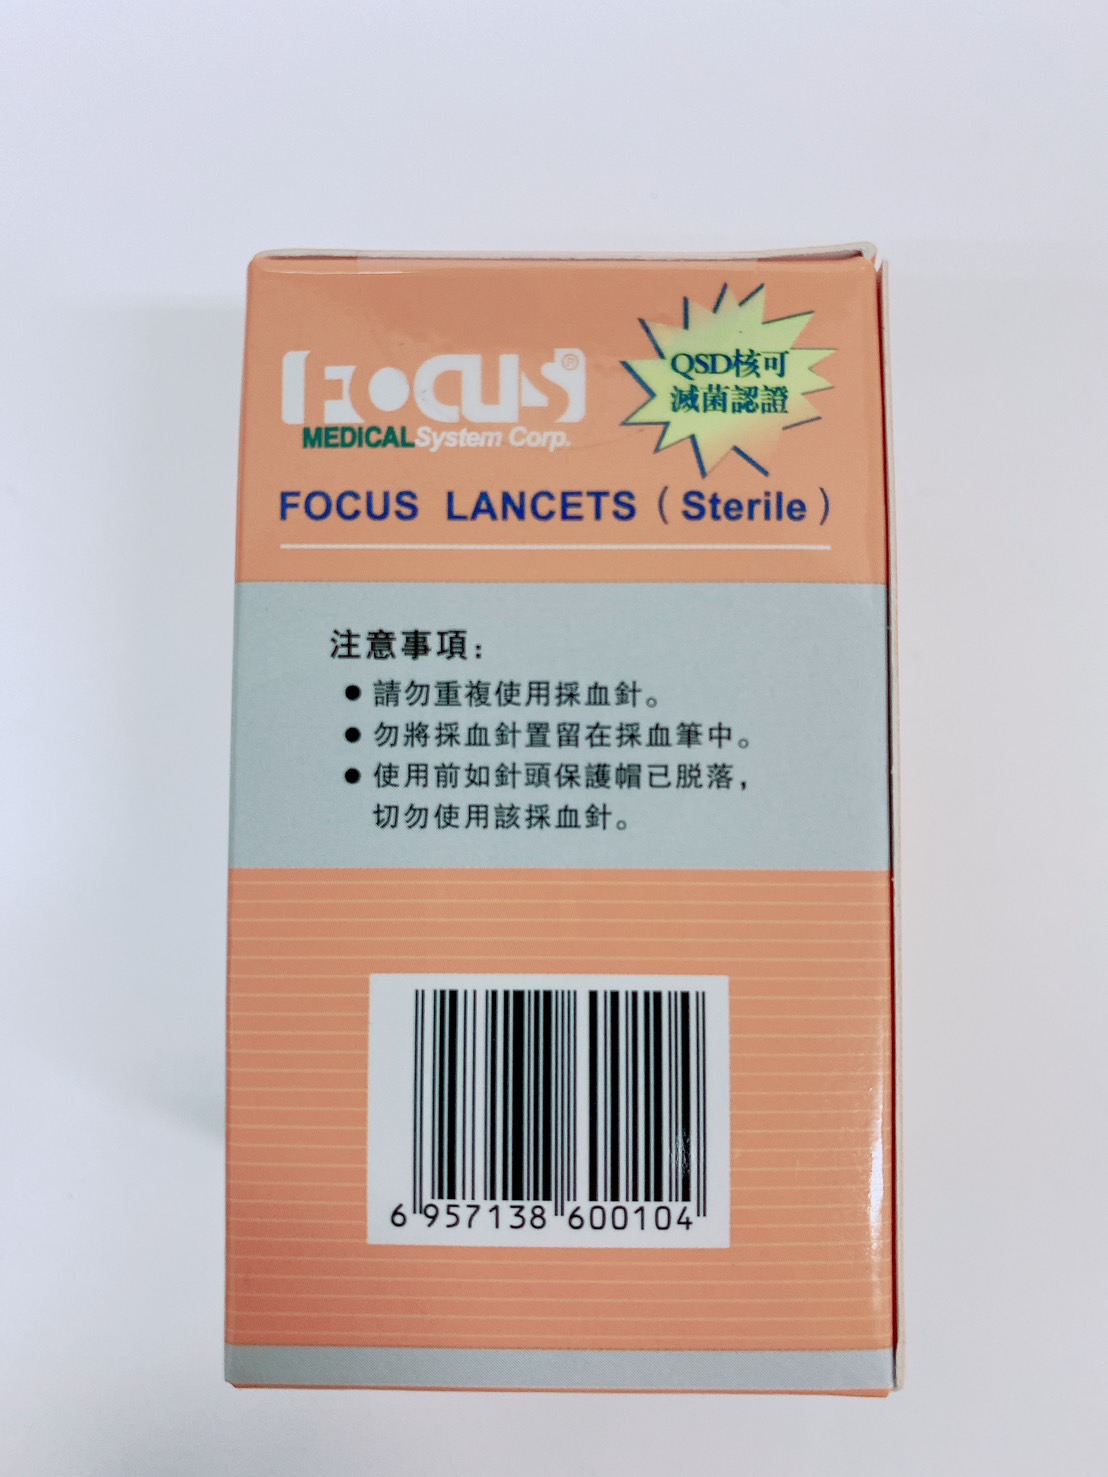 FOCUS®
MEDICAL System Corp.
QSD核可
滅菌認證
FOCUS LANCETS（Sterile）
注意事項：
●請勿重複使用採血針。
●勿將採血針置留在採血筆中。
●使用前如針頭保護帽已脫落，
切勿使用該採血針。
6 957138 600104